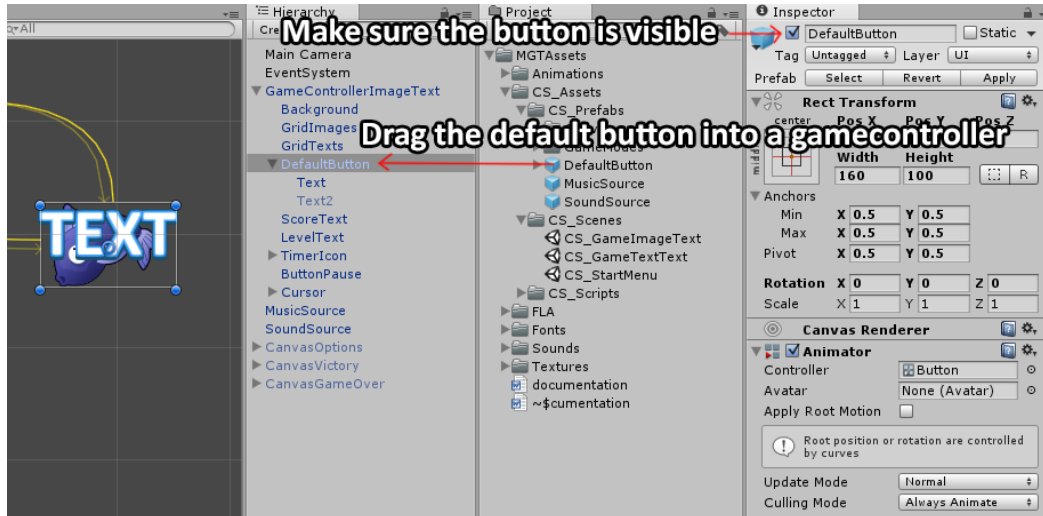 All
TEXT
Hierarchy
Cre
Main Camera
EventSystem
GameControllerImageText
Background
GridImages
GridTexts
DefaultButton
Text
Text2
ScoreText
LevelText
TimerIcon
ButtonPause
Cursor
MusicSource
SoundSource
CanvasOptions
CanvasVictory
CanvasGameOver
Make sure the button is visible
Drag the default button into a gamecontroller
Project
MGTAssets
Animations
CS_Assets
CS_Prefabs
GameModes
DefaultButton
MusicSource
SoundSource
CS_Scenes
CS_GameImageText
CS_GameTextText
CS_StartMenu
CS_Scripts
FLA
Fonts
Sounds
Textures
documentation
~$cumentation
Inspector
DefaultButton Static
Tag Untagged Layer UI
Prefab Select Revert Apply
Rect Transform
center Pos X Pos Y Pos Z
Width Height
160 100 R
Anchors
Min X 0.5 Y 0.5
Max X 0.5 Y 0.5
Pivot X 0.5 Y 0.5
Rotation X 0 Y 0 Z 0
Scale X 1 Y 1 Z 1
Canvas Renderer
Animator
Controller Button
Avatar None (Avatar)
Apply Root Motion
Root position or rotation are controlled
by curves
Update Mode Normal
Culling Mode Always Animate